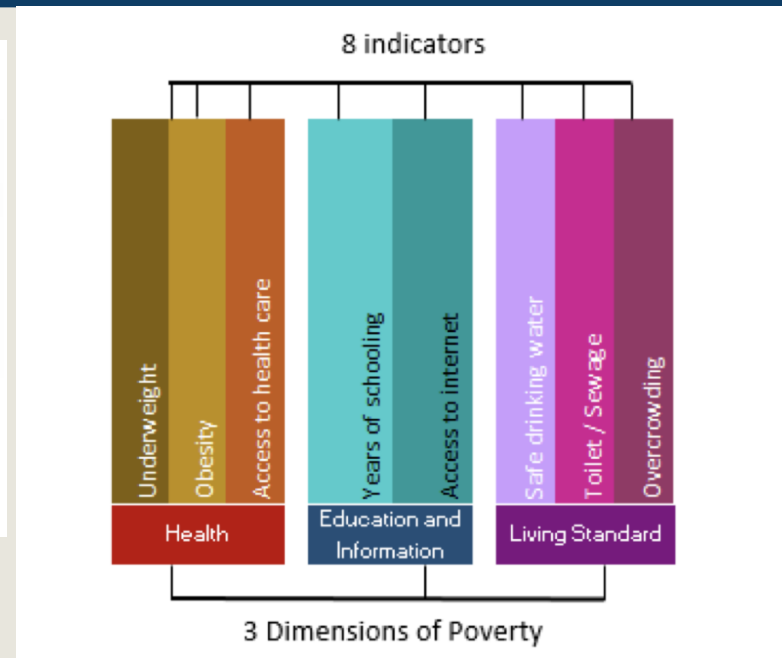 8 indicators
Underweight
Obesity
Access to health care
Years of schooling
Access to internet
Safe drinking water
Toilet / Sewage
Overcrowding
Health
Education and
Information
Living Standard
3 Dimensions of Poverty